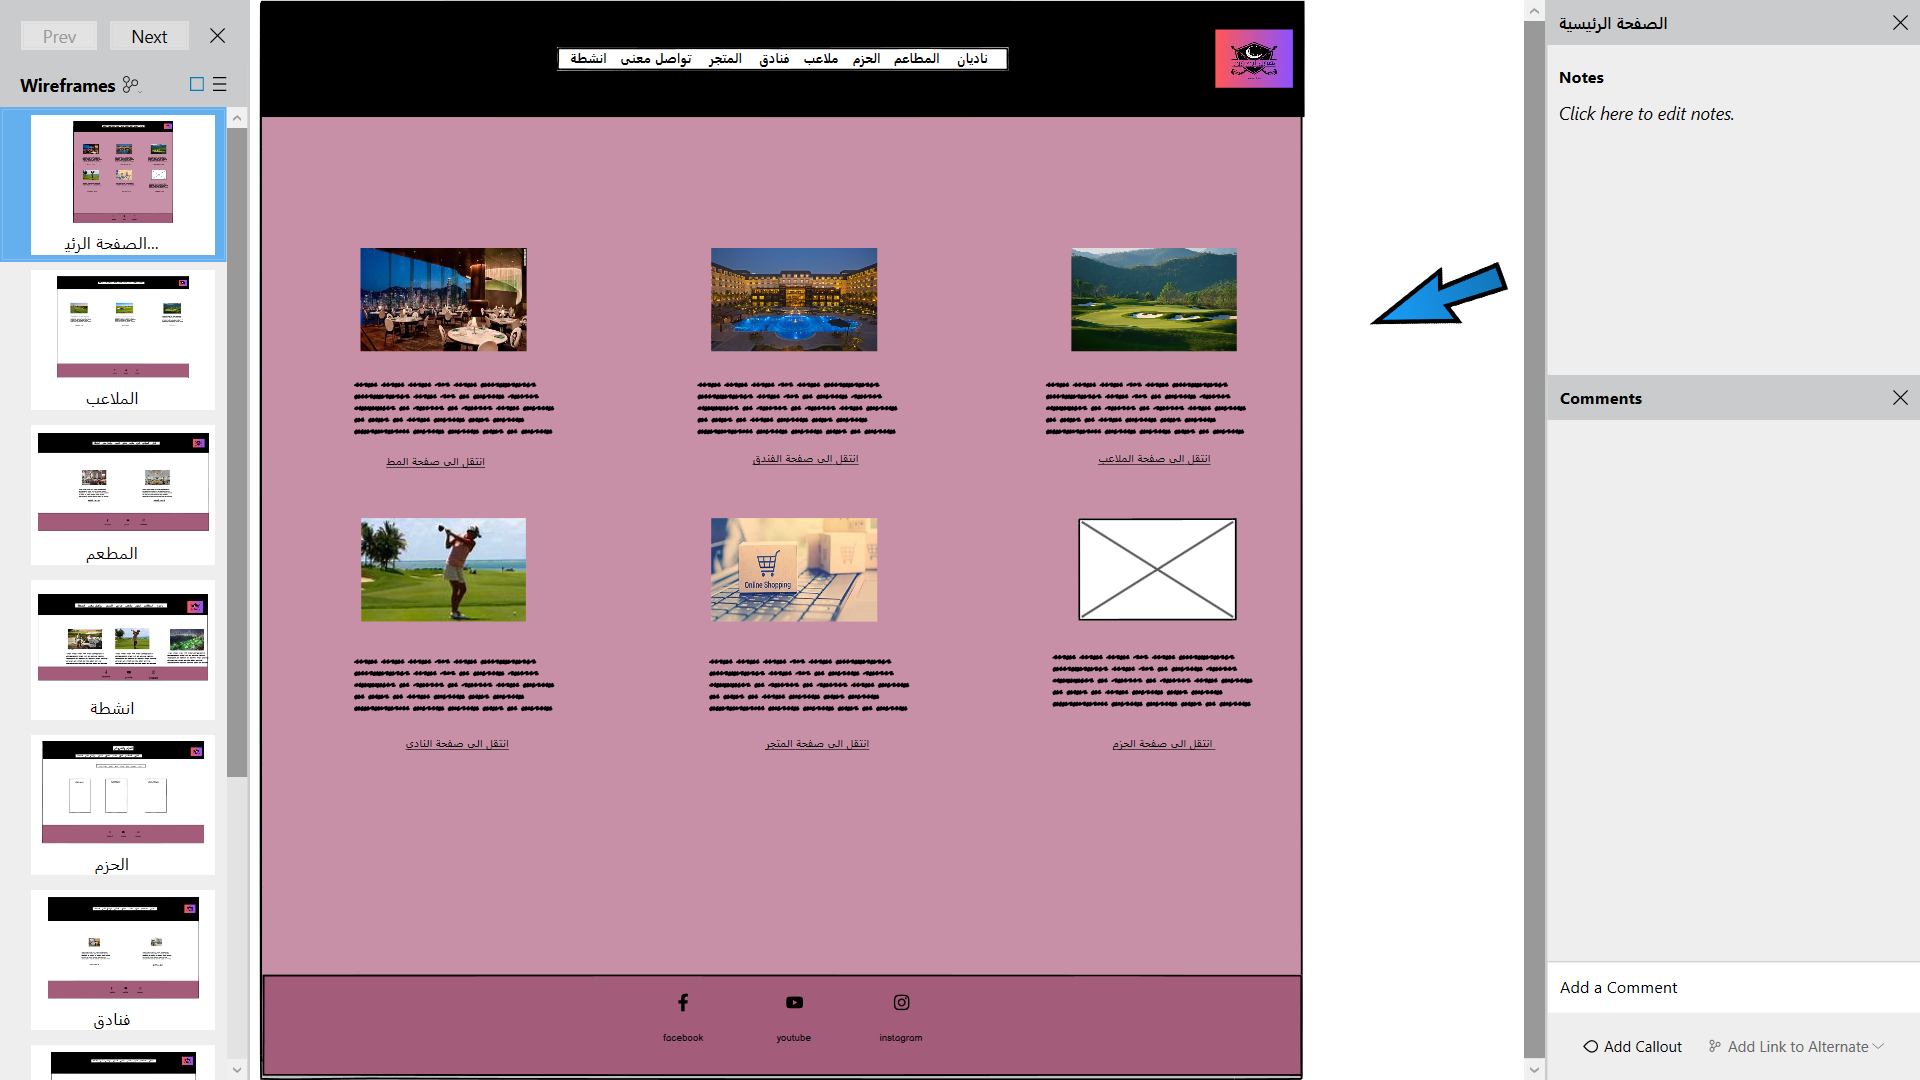 Prev
Next
Wireframes
الصفحة الرئي...
الملاعب
المطعم
انشطة
الحزم
فنادق
ناديان المطاعم الحزم ملاعب فنادق المتجر تواصل معنى انشطة
انتقل الى صفحة المط
انتقل الى صفحة الفندق
انتقل الى صفحة الملاعب
Online Shopping
انتقل الى صفحة النادي
انتقل الى صفحة المتجر
انتقل الى صفحة الحزم
facebook
youtube
instagram
الصفحة الرئيسية
Notes
Click here to edit notes.
Comments
Add a Comment
Add Callout
Add Link to Alternate